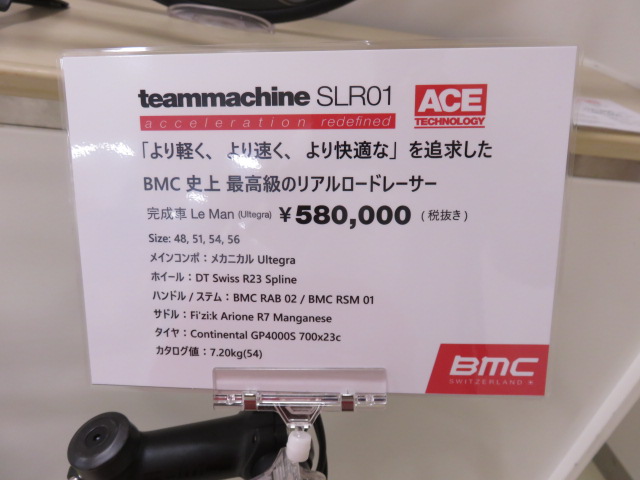 teammachine SLR01
ACE
TECHNOLOGY
acceleration redefined
「より軽く、より速く、より快適な」を追求した
BMC 史上 最高級のリアルロードレーサー
完成車 Le Man (Ultegra) ￥580,000 (税抜き)
Size: 48, 51, 54, 56
メインコンポ：メカニカル Ultegra
ホイール：DT Swiss R23 Spline
ハンドル / ステム：BMC RAB 02 / BMC RSM 01
サドル：Fi'zi:k Arione R7 Manganese
タイヤ：Continental GP4000S 700x23c
カタログ値：7.20kg(54)
BMC
SWITZERLAND